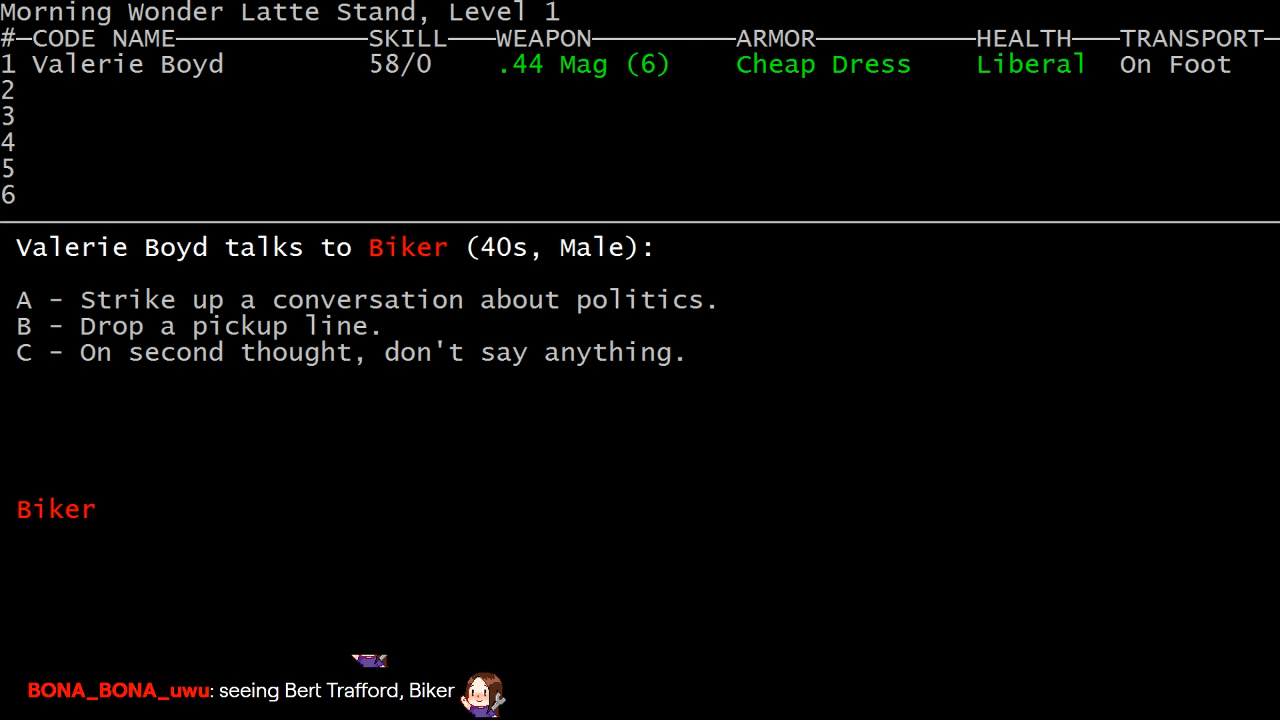 Morning Wonder Latte Stand, Level 1
#—CODE NAME————————————SKILL———WEAPON—————————ARMOR——————————HEALTH———TRANSPORT—
1 Valerie Boyd 58/0 .44 Mag (6) Cheap Dress Liberal On Foot
2
3
4
5
6
Valerie Boyd talks to Biker (40s, Male):
A - Strike up a conversation about politics.
B - Drop a pickup line.
C - On second thought, don't say anything.
Biker
BONA_BONA_uwu: seeing Bert Trafford, Biker